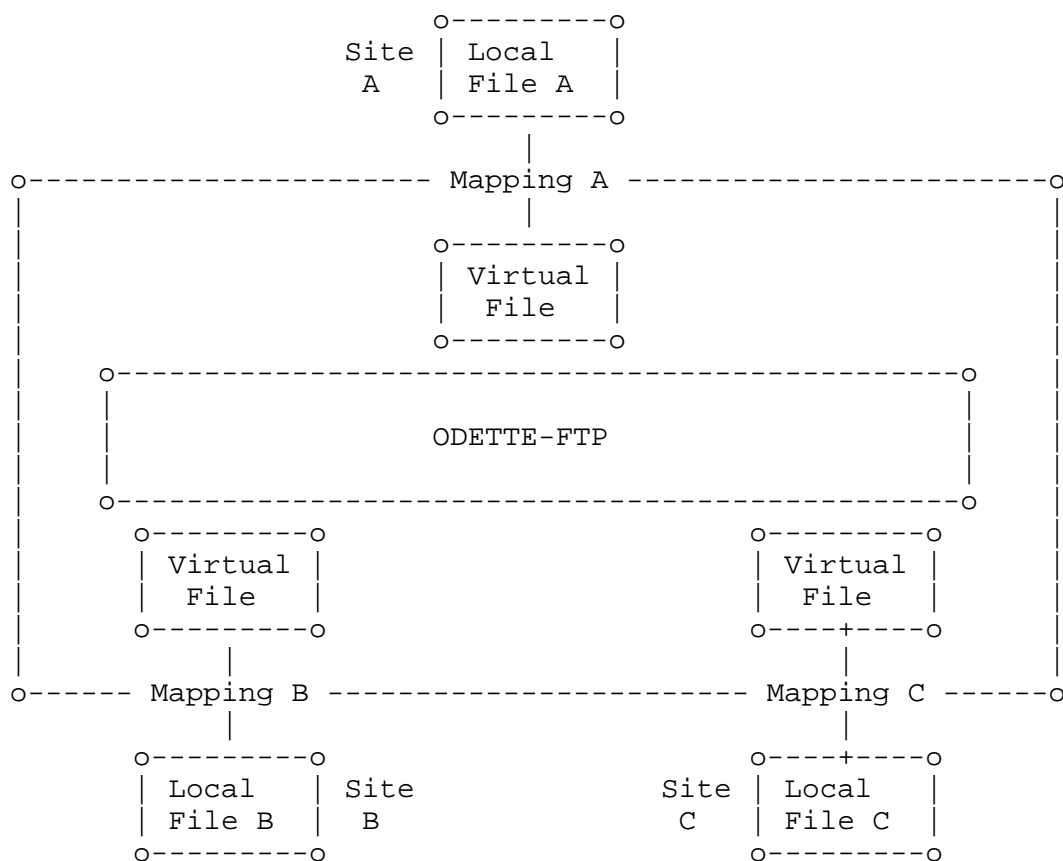 Site Local
A File A
Mapping A
Virtual
File
ODETTE-FTP
Virtual Virtual
File File
Mapping B Mapping C
Local Site Site Local
File B B C File C